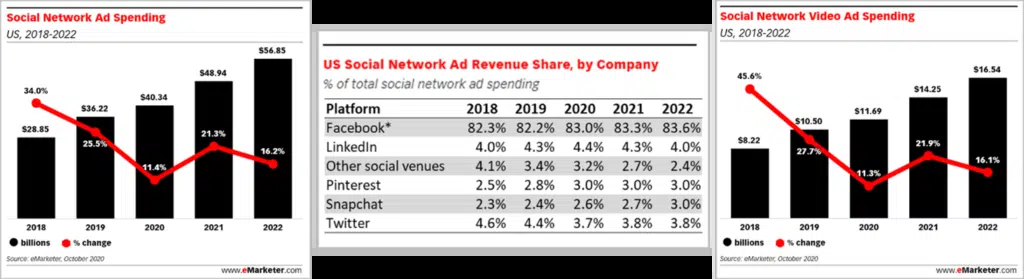 Social Network Ad Spending
US, 2018-2022
$56.85
$48.94
$40.34
$36.22
34.0%
$28.85
25.5%
21.3%
16.2%
11.4%
2018 2019 2020 2021 2022
billions % change
Source: eMarketer, October 2020
www.eMarketer.com
US Social Network Ad Revenue Share, by Company
% of total social network ad spending
Platform 2018 2019 2020 2021 2022
Facebook* 82.3% 82.2% 83.0% 83.3% 83.6%
LinkedIn 4.0% 4.3% 4.4% 4.3% 4.0%
Other social venues 4.1% 3.4% 3.2% 2.7% 2.4%
Pinterest 2.5% 2.8% 3.0% 3.0% 3.0%
Snapchat 2.3% 2.4% 2.6% 2.7% 3.0%
Twitter 4.6% 4.4% 3.7% 3.8% 3.8%
Social Network Video Ad Spending
US, 2018-2022
$16.54
45.6%
$14.25
$11.69
$10.50
$8.22
27.7%
21.9%
16.1%
11.3%
2018 2019 2020 2021 2022
billions % change
Source: eMarketer, October 2020
www.eMarketer.com